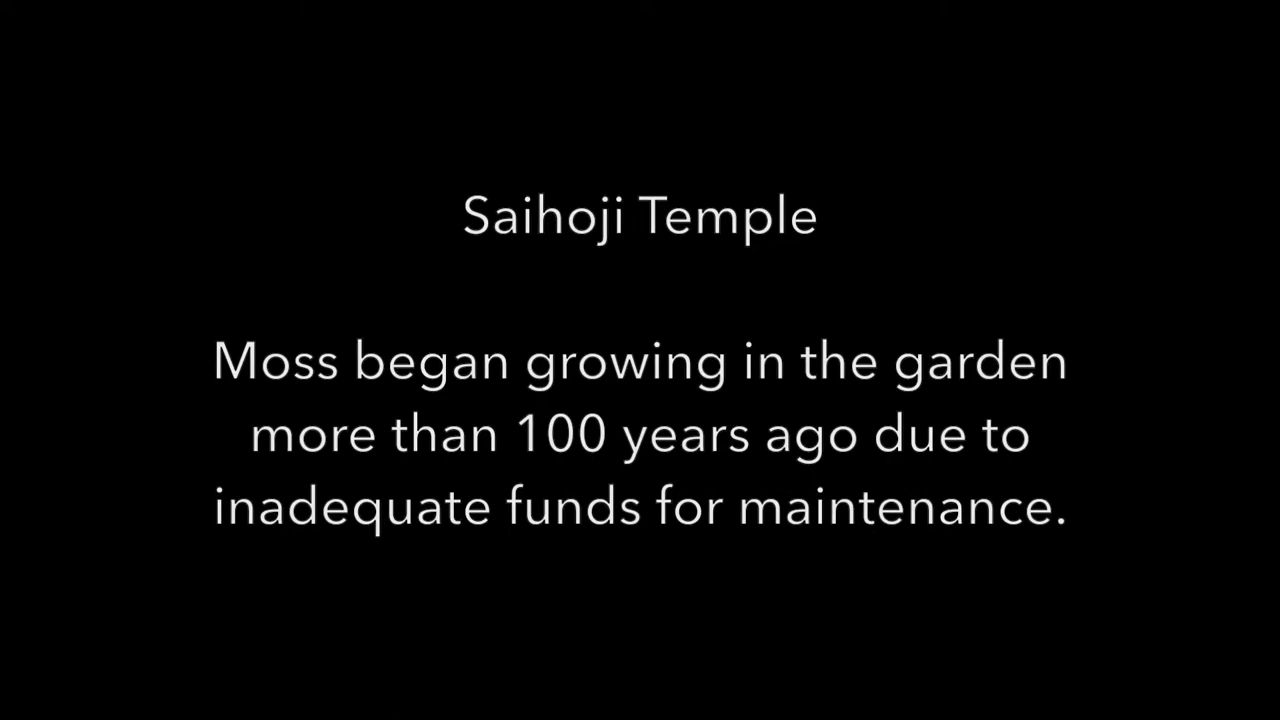 Saihoji Temple
Moss began growing in the garden
more than 100 years ago due to
inadequate funds for maintenance.